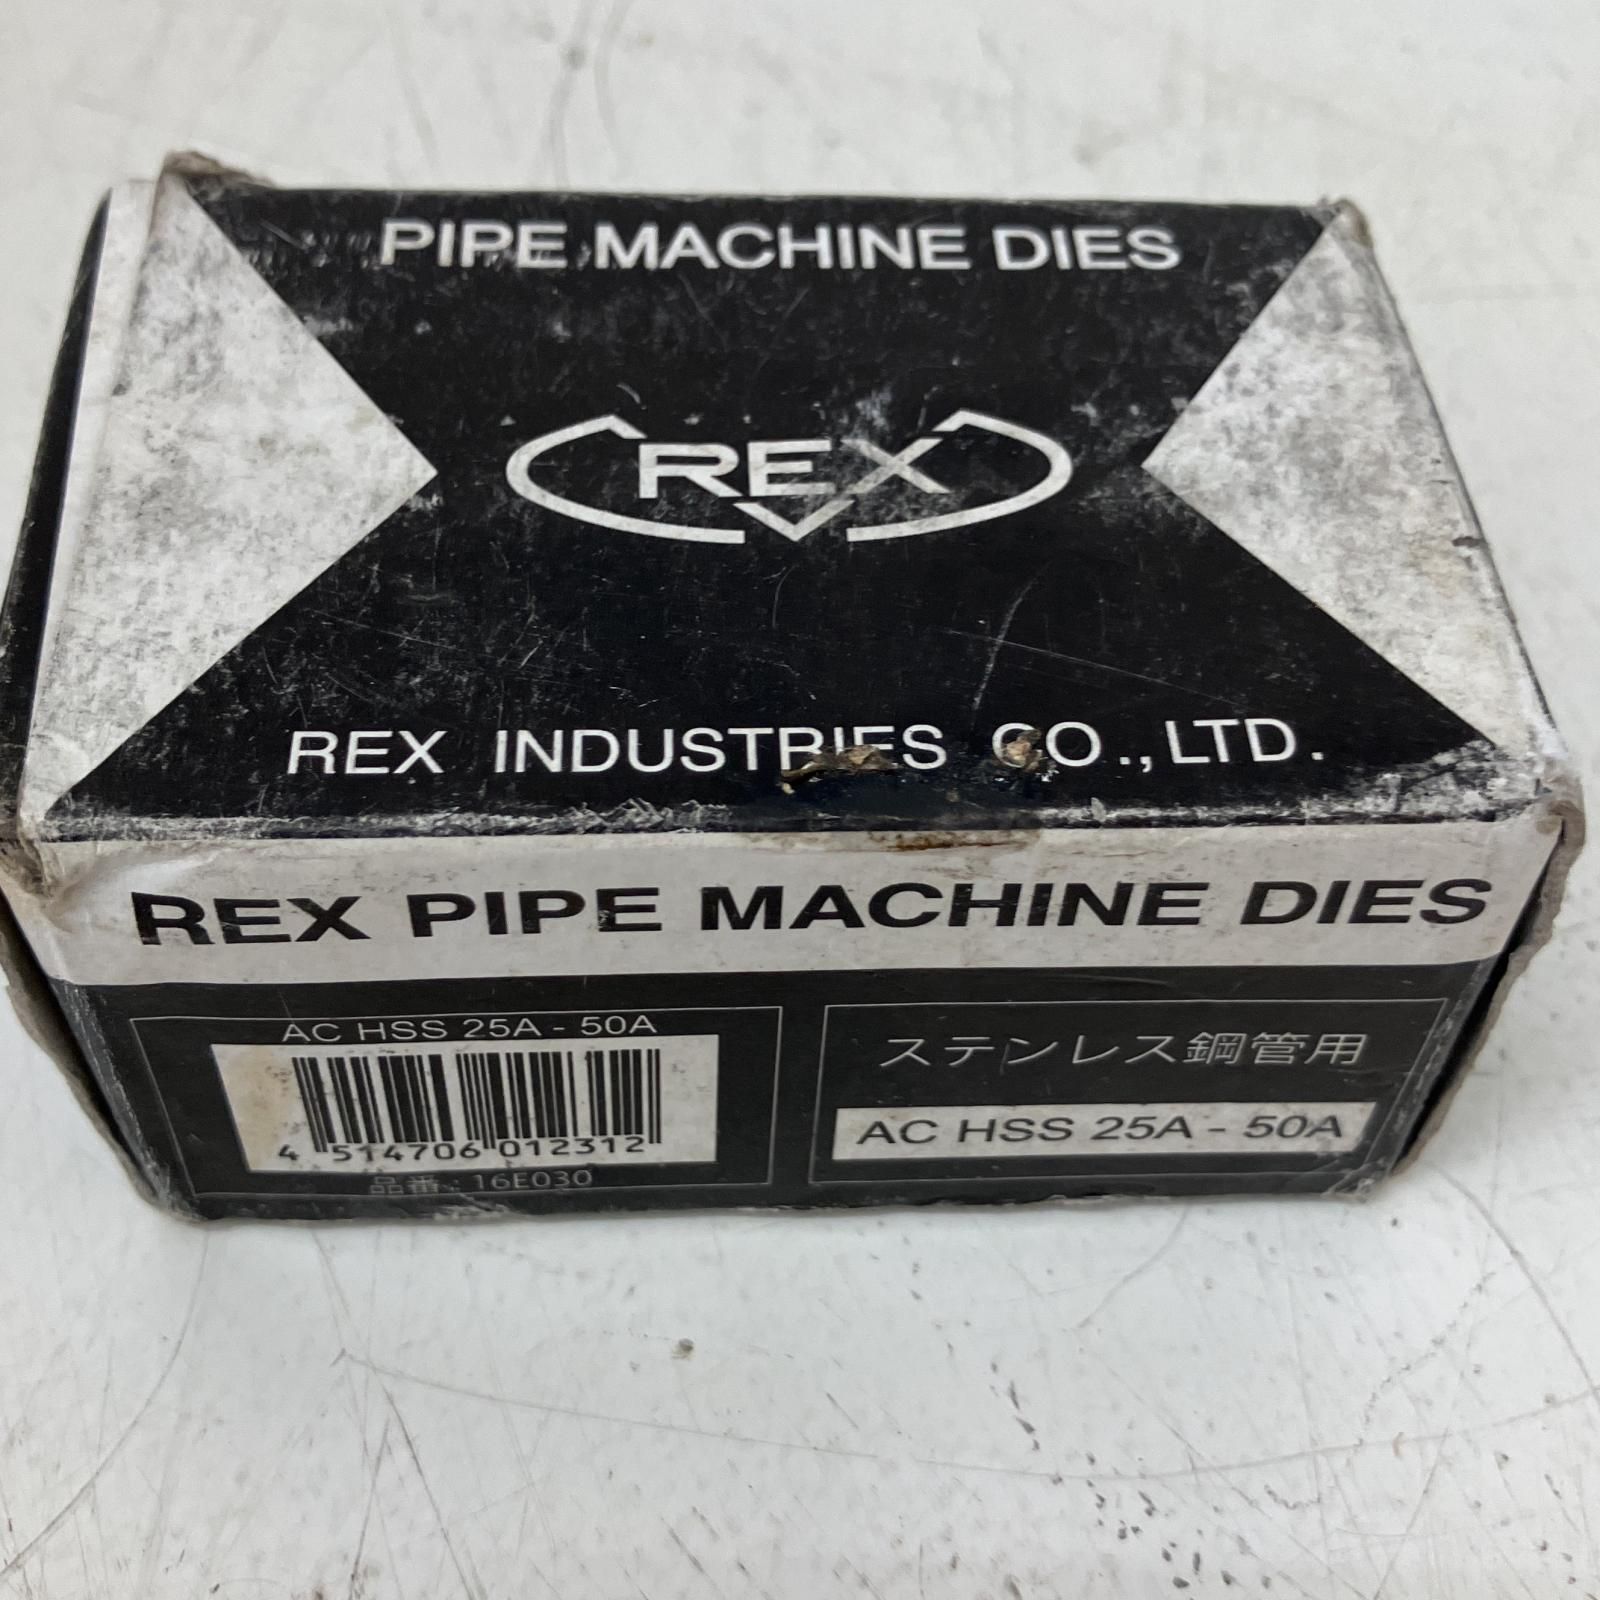 PIPE MACHINE DIES
REX
REX INDUSTRIES CO.,LTD.
REX PIPE MACHINE DIES
AC HSS 25A - 50A
4 514706 012312
品番 : 16E030
ステンレス鋼管用
AC HSS 25A - 50A